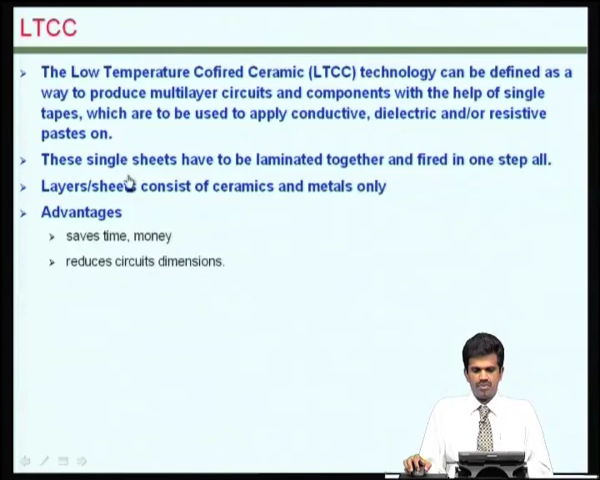 LTCC
The Low Temperature Cofired Ceramic (LTCC) technology can be defined as a
way to produce multilayer circuits and components with the help of single
tapes, which are to be used to apply conductive, dielectric and/or resistive
pastes on.
These single sheets have to be laminated together and fired in one step all.
Layers/sheets consist of ceramics and metals only
Advantages
saves time, money
reduces circuits dimensions.